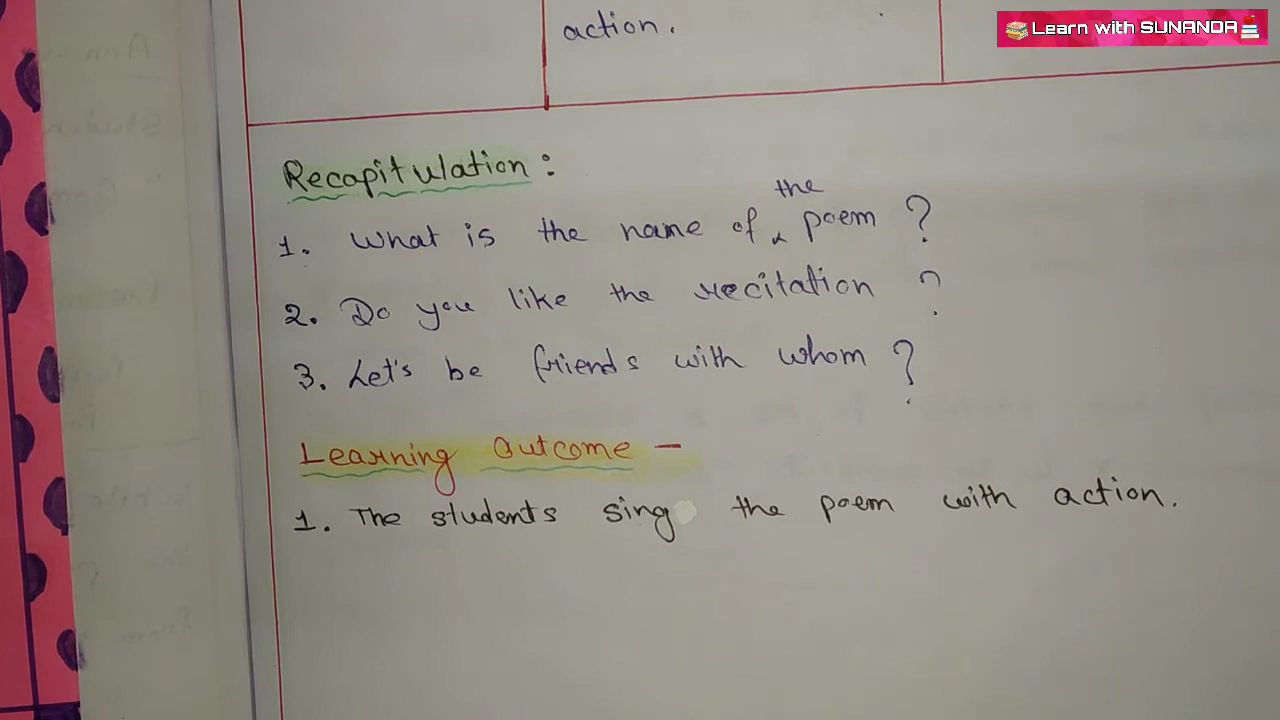 Learn with SUNANDA
action.
Recapitulation:
the
1. What is the name of poem?
2. Do you like the recitation?
3. Let's be friends with whom?
Learning Outcome -
1. The students sing the poem with action.